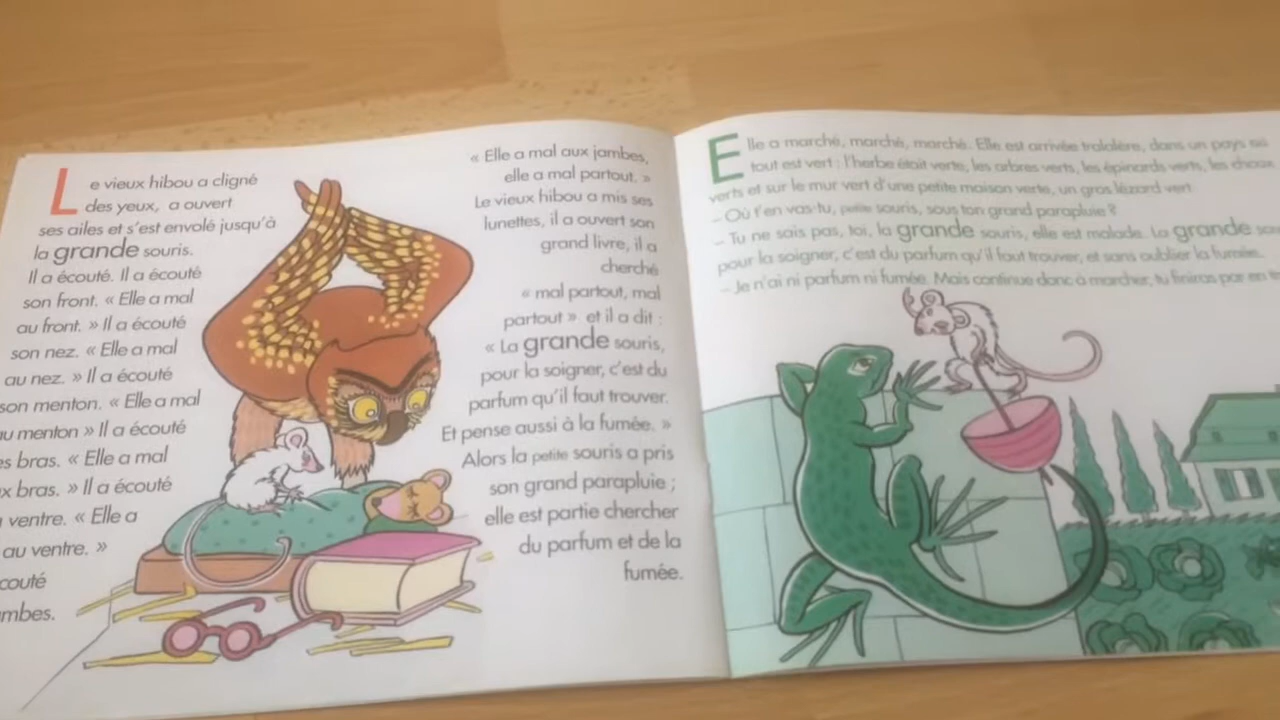 Le vieux hibou a cligné
des yeux, a ouvert
ses ailes et s'est envolé jusqu'à
la grande souris.
Il a écouté. Il a écouté
son front. « Elle a mal
au front. » Il a écouté
son nez. « Elle a mal
au nez. » Il a écouté
son menton. « Elle a mal
au menton » Il a écouté
es bras. « Elle a mal
x bras. » Il a écouté
ventre. « Elle a
au ventre. »
couté
mbes.
« Elle a mal aux jambes,
elle a mal partout. »
Le vieux hibou a mis ses
lunettes, il a ouvert son
grand livre, il a
cherché
« mal partout, mal
partout » et il a dit :
« La grande souris,
pour la soigner, c'est du
parfum qu'il faut trouver.
Et pense aussi à la fumée. »
Alors la petite souris a pris
son grand parapluie ;
elle est partie chercher
du parfum et de la
fumée.
Elle a marché, marché, marché. Elle est arrivée tralalère, dans un pays où
tout est vert : l'herbe était verte, les arbres verts, les épinards verts, les choux
verts et sur le mur vert d'une petite maison verte, un gros lézard vert.
– Où t'en vas-tu, petite souris, sous ton grand parapluie ?
– Tu ne sais pas, toi, la grande souris, elle est malade. La grande sou
pour la soigner, c'est du parfum qu'il faut trouver, et sans oublier la fumée.
– Je n'ai ni parfum ni fumée. Mais continue donc à marcher, tu finiras par en